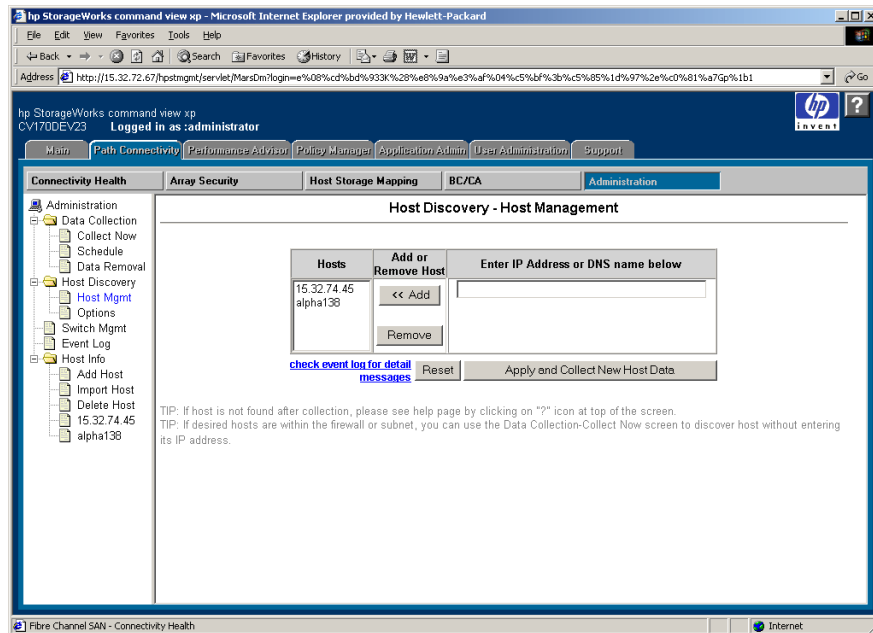 hp StorageWorks command view xp - Microsoft Internet Explorer provided by Hewlett-Packard
File Edit View Favorites Tools Help
Back Search Favorites History
Address http://15.32.72.67/hpstmgmt/servlet/MarsDm?login=e%08%cd%bd%933K%28%e8%9a%e3%af%04%c5%bf%3b%c5%85%1d%97%2e%c0%81%a7Gp%1b1 Go
hp StorageWorks command view xp
CV170DEV23 Logged in as :administrator
hp
invent
?
Main Path Connectivity Performance Advisor Policy Manager Application Admin User Administration Support
Connectivity Health Array Security Host Storage Mapping BC/CA Administration
Administration
Data Collection
Collect Now
Schedule
Data Removal
Host Discovery
Host Mgmt
Options
Switch Mgmt
Event Log
Host Info
Add Host
Import Host
Delete Host
15.32.74.45
alpha138
Host Discovery - Host Management
Hosts
Add or
Remove Host
Enter IP Address or DNS name below
15.32.74.45
alpha138
<< Add
Remove
check event log for detail
messages
Reset
Apply and Collect New Host Data
TIP: If host is not found after collection, please see help page by clicking on "?" icon at top of the screen.
TIP: If desired hosts are within the firewall or subnet, you can use the Data Collection-Collect Now screen to discover host without entering
its IP address.
Fibre Channel SAN - Connectivity Health Internet